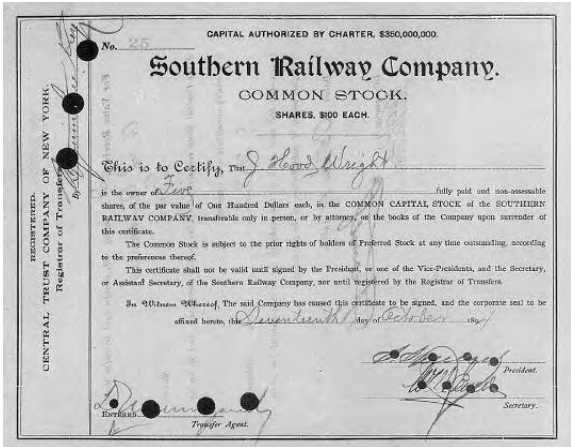 No. 25
CAPITAL AUTHORIZED BY CHARTER, $350,000,000.
Southern Railway Company.
COMMON STOCK.
SHARES, $100 EACH.
This is to Certify, That J. Hood Wright
is the owner of Five fully paid and non-assessable
shares, of the par value of One Hundred Dollars each, in the COMMON CAPITAL STOCK of the SOUTHERN
RAILWAY COMPANY, transferable only in person, or by attorney, on the books of the Company upon surrender of
this certificate.
The Common Stock is subject to the prior rights of holders of Preferred Stock at any time outstanding, according
to the preferences thereof.
This certificate shall not be valid until signed by the President, or one of the Vice-Presidents, and the Secretary,
or Assistant Secretary, of the Southern Railway Company, nor until registered by the Registrar of Transfers.
In Witness Whereof, The said Company has caused this certificate to be signed, and the corporate seal to be
affixed hereto, this Seventeenth day of October 189
President.
Secretary.
ENTERED
Transfer Agent.
REGISTERED.
CENTRAL TRUST COMPANY OF NEW YORK.
Registrar of Transfers
By